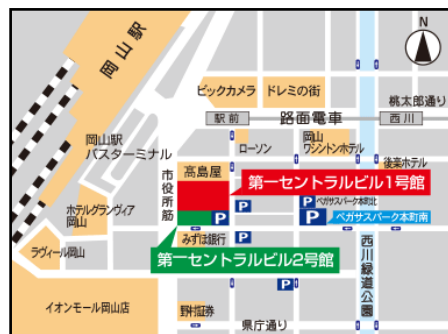 N
岡山駅
ビックカメラ
ドレミの街
桃太郎通り
駅前
路面電車
西川
岡山駅
バスターミナル
ローソン
岡山
ワシントンホテル
後楽ホテル
市役所筋
髙島屋
第一セントラルビル1号館
P
ペガサスパーク本町北
ホテルグランヴィア
岡山
P
P
P
ペガサスパーク本町南
みずほ銀行
P
ラヴィール岡山
第一セントラルビル2号館
西川緑道公園
P
イオンモール岡山店
野村証券
県庁通り